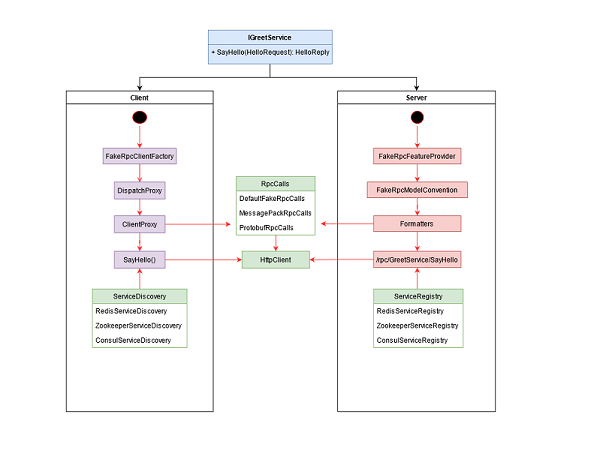 IGreetService
+ SayHello(HelloRequest): HelloReply
Client
FakeRpcClientFactory
DispatchProxy
ClientProxy
SayHello()
ServiceDiscovery
RedisServiceDiscovery
ZookeeperServiceDiscovery
ConsulServiceDiscovery
RpcCalls
DefaultFakeRpcCalls
MessagePackRpcCalls
ProtobufRpcCalls
HttpClient
Server
FakeRpcFeatureProvider
FakeRpcModelConvention
Formatters
/rpc/GreetService/SayHello
ServiceRegistry
RedisServiceRegistry
ZookeeperServiceRegistry
ConsulServiceRegistry